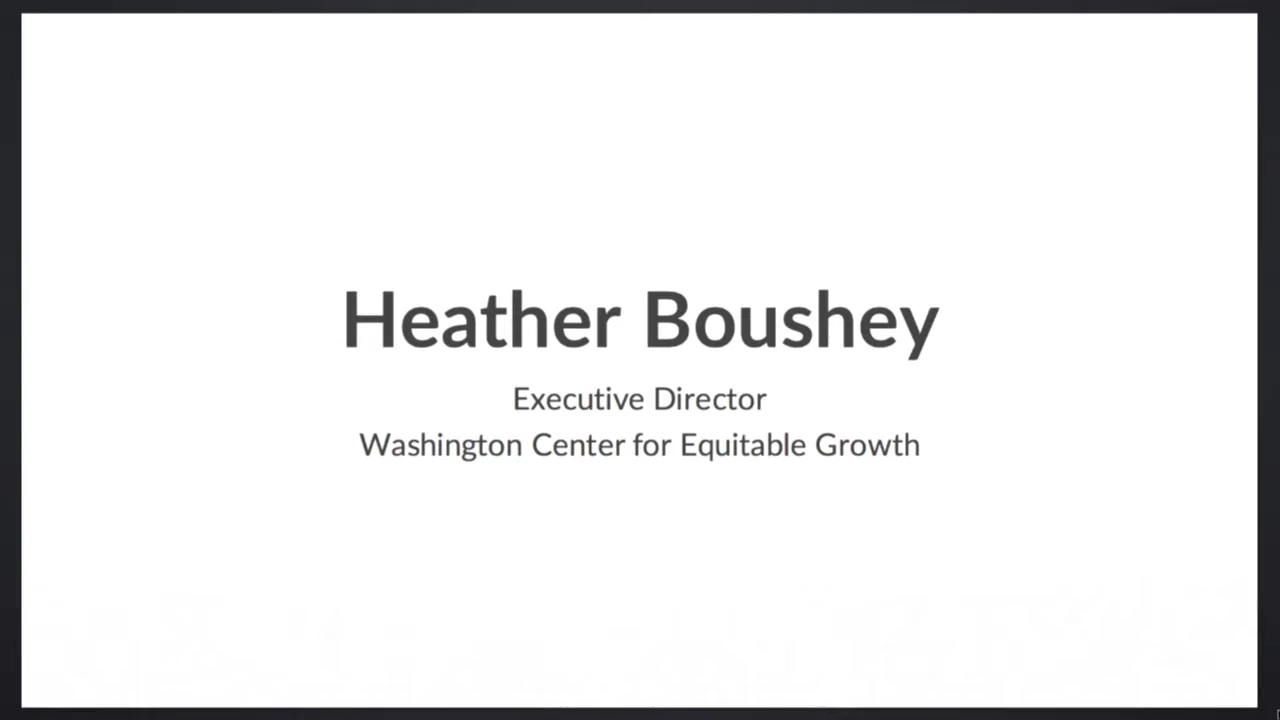 Heather Boushey
Executive Director
Washington Center for Equitable Growth